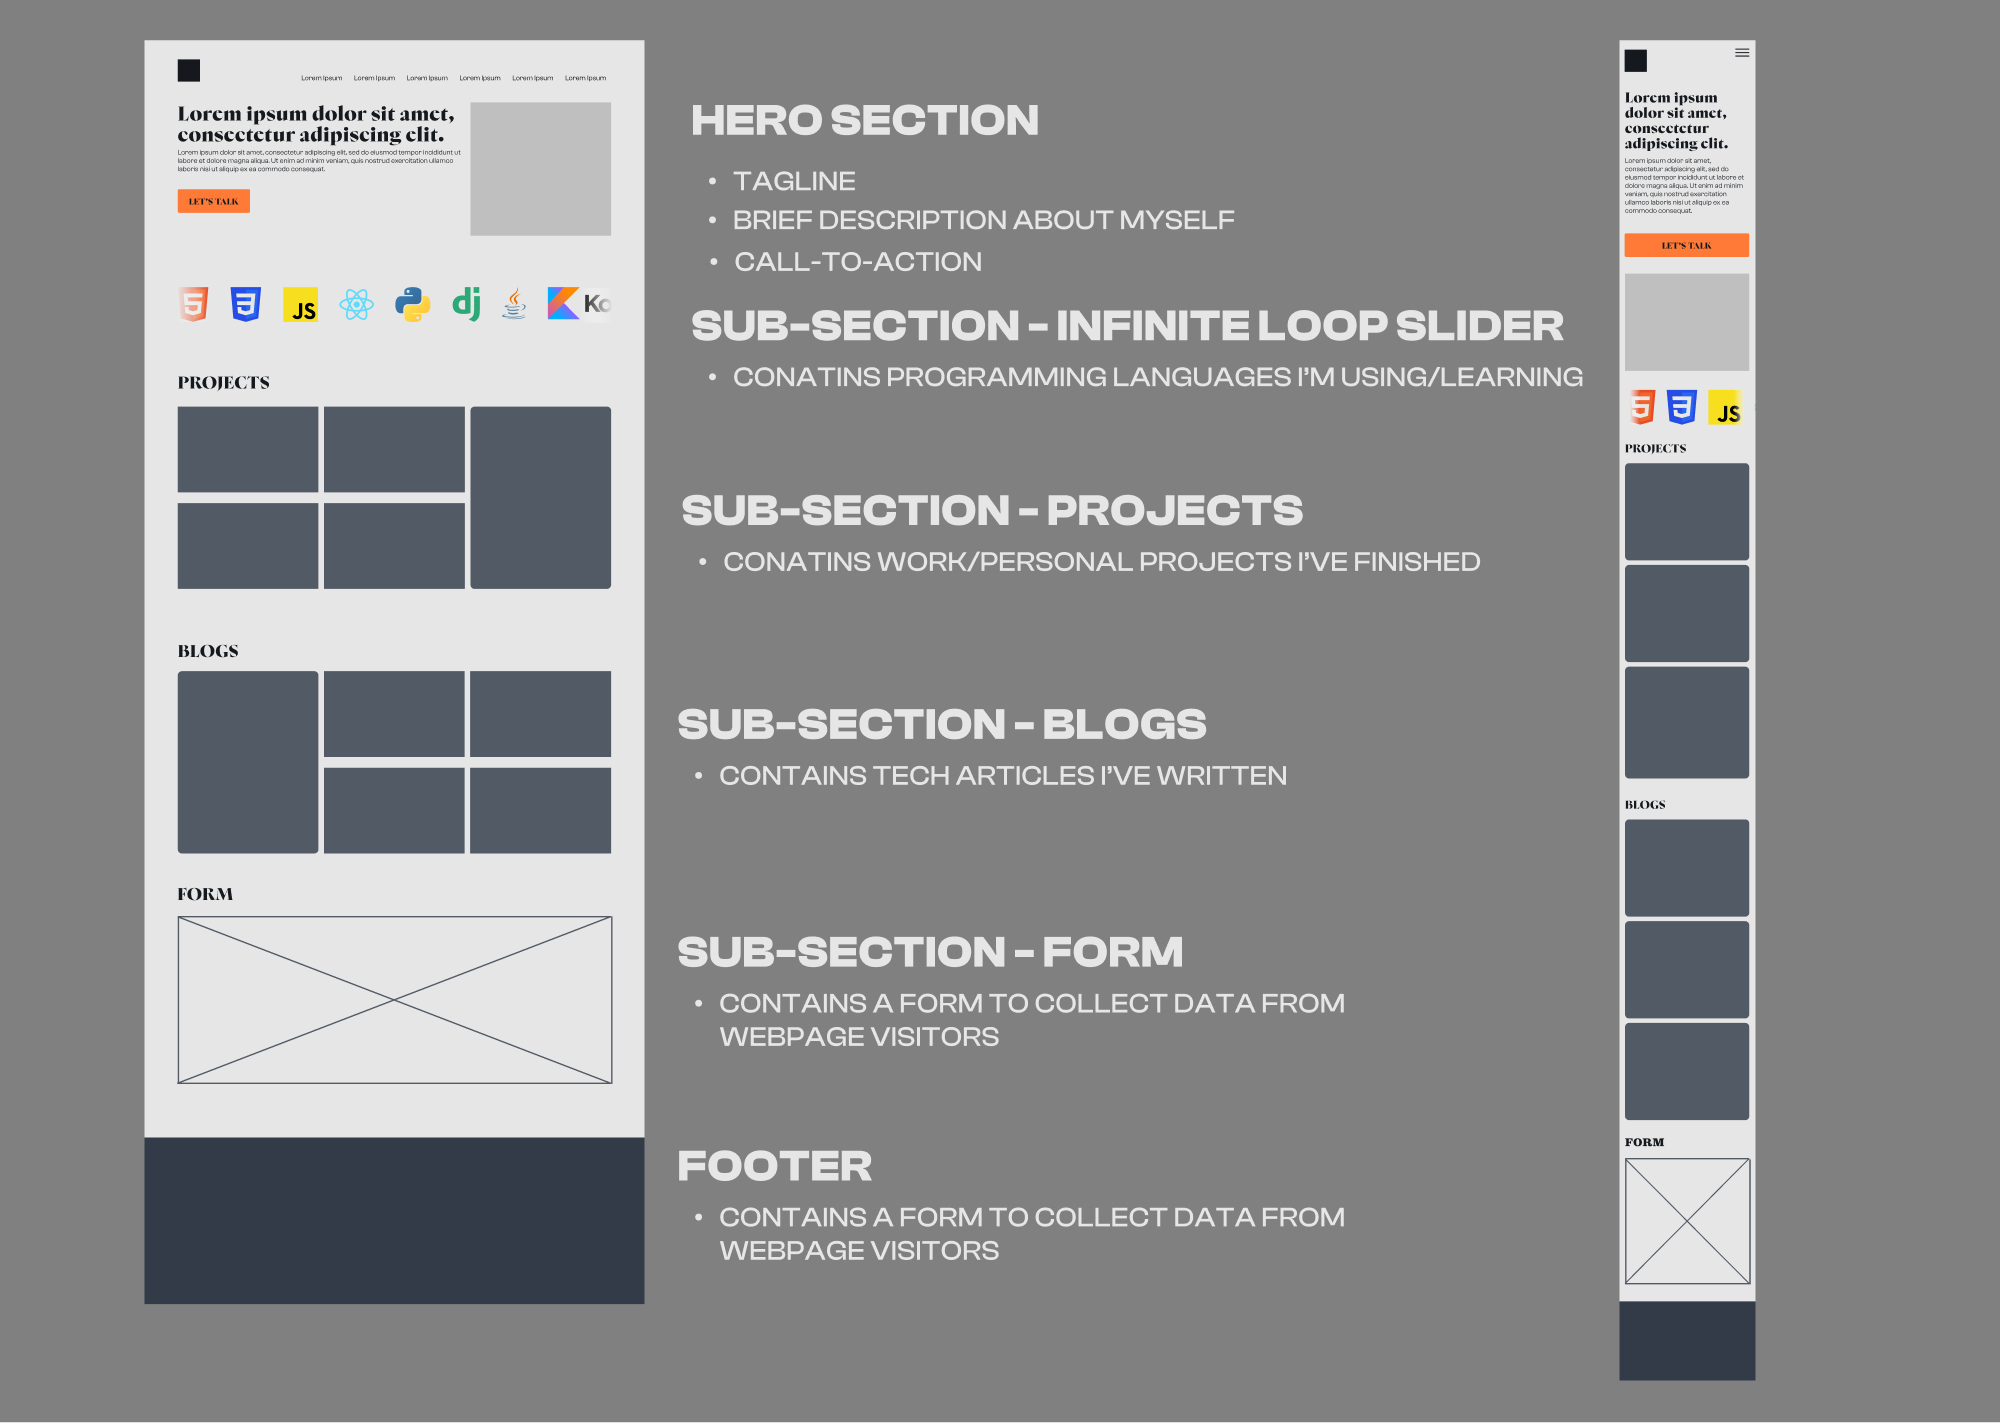 Lorem Ipsum Lorem Ipsum Lorem Ipsum Lorem Ipsum Lorem Ipsum Lorem Ipsum
Lorem ipsum dolor sit amet,
consectetur adipiscing elit.
Lorem ipsum dolor sit amet, consectetur adipiscing elit, sed do eiusmod tempor incididunt ut
labore et dolore magna aliqua. Ut enim ad minim veniam, quis nostrud exercitation ullamco
laboris nisi ut aliquip ex ea commodo consequat.
LET'S TALK
5 3 JS dj Ko
PROJECTS
BLOGS
FORM
HERO SECTION
• TAGLINE
• BRIEF DESCRIPTION ABOUT MYSELF
• CALL-TO-ACTION
SUB-SECTION - INFINITE LOOP SLIDER
• CONATINS PROGRAMMING LANGUAGES I'M USING/LEARNING
SUB-SECTION - PROJECTS
• CONATINS WORK/PERSONAL PROJECTS I'VE FINISHED
SUB-SECTION - BLOGS
• CONTAINS TECH ARTICLES I'VE WRITTEN
SUB-SECTION - FORM
• CONTAINS A FORM TO COLLECT DATA FROM
WEBPAGE VISITORS
FOOTER
• CONTAINS A FORM TO COLLECT DATA FROM
WEBPAGE VISITORS
Lorem ipsum
dolor sit amet,
consectetur
adipiscing elit.
Lorem ipsum dolor sit amet,
consectetur adipiscing elit, sed do
eiusmod tempor incididunt ut labore et
dolore magna aliqua. Ut enim ad minim
veniam, quis nostrud exercitation
ullamco laboris nisi ut aliquip ex ea
commodo consequat.
LET'S TALK
5 3 JS
PROJECTS
BLOGS
FORM